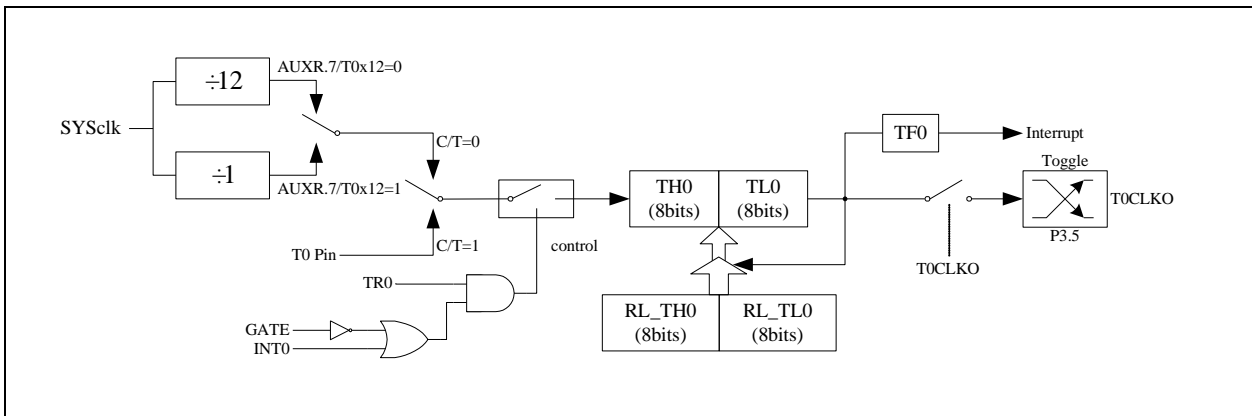 ÷12
AUXR.7/T0x12=0
SYSclk
÷1
AUXR.7/T0x12=1
C/T=0
C/T=1
T0 Pin
control
TR0
GATE
INT0
TH0
(8bits)
TL0
(8bits)
RL_TH0
(8bits)
RL_TL0
(8bits)
TF0
Interrupt
Toggle
T0CLKO
P3.5
T0CLKO